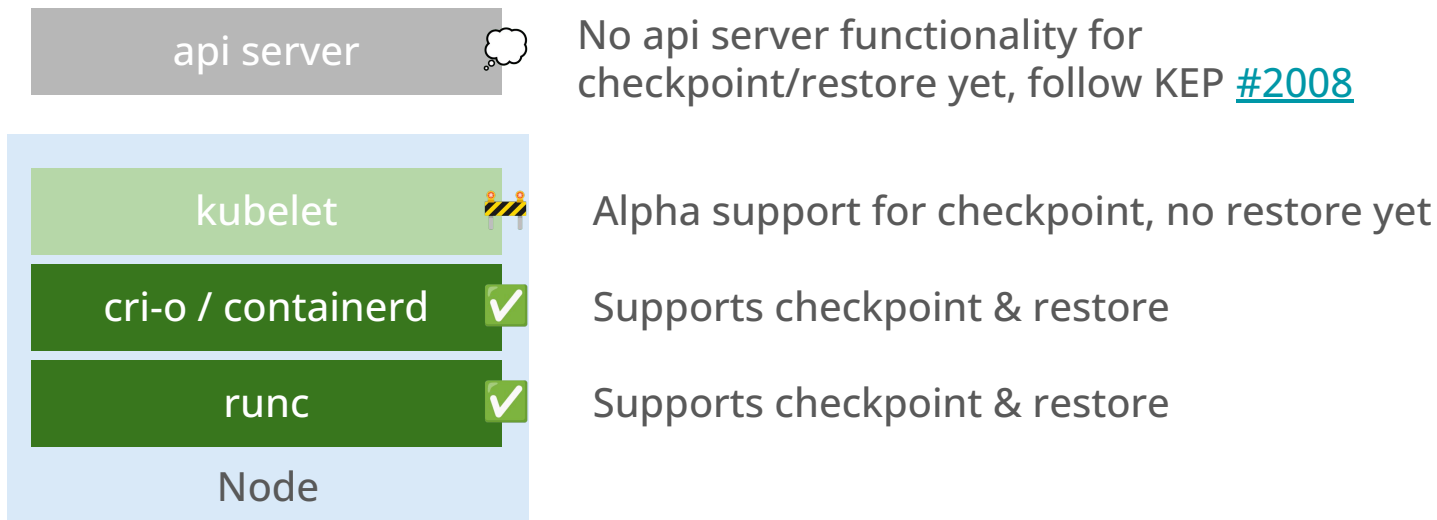 api server
No api server functionality for
checkpoint/restore yet, follow KEP #2008
kubelet
Alpha support for checkpoint, no restore yet
cri-o / containerd
Supports checkpoint & restore
runc
Supports checkpoint & restore
Node